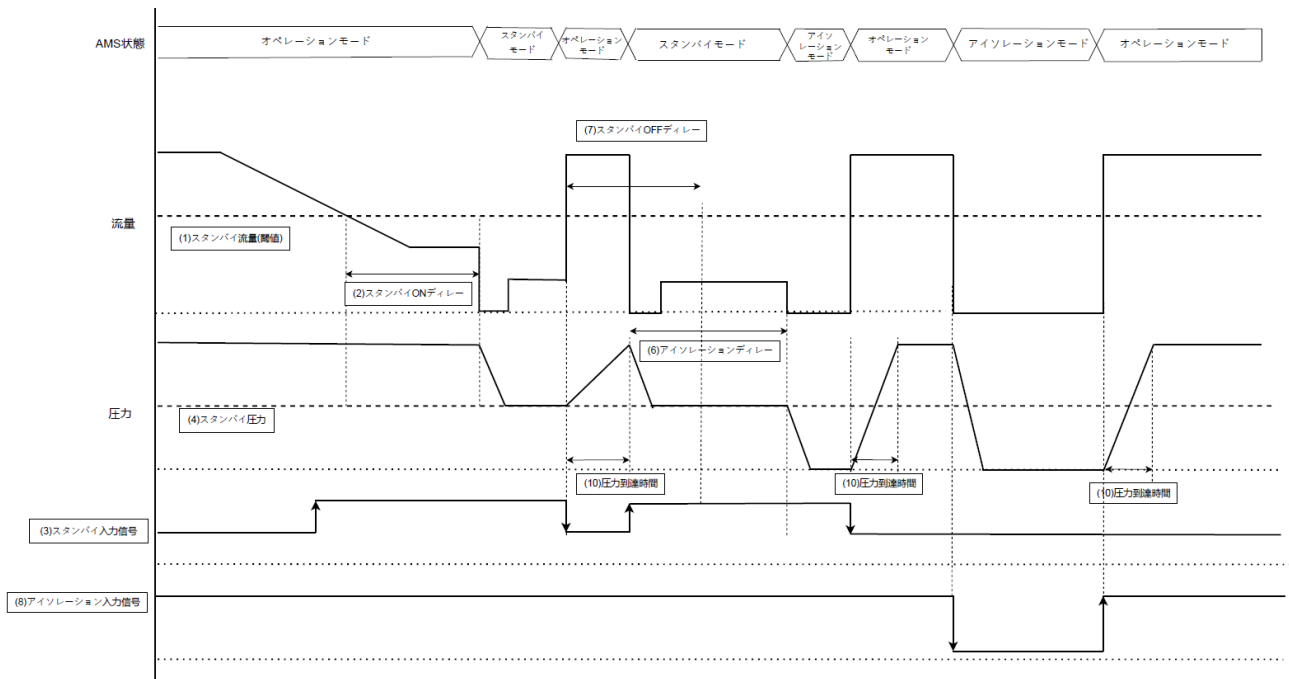 AMS状態
オペレーションモード
スタンバイ
モード
オペレーション
モード
スタンバイモード
アイソ
レーション
モード
オペレーション
モード
アイソレーションモード
オペレーションモード
(7)スタンバイOFFディレー
流量
(1)スタンバイ流量(閾値)
(2)スタンバイONディレー
(6)アイソレーションディレー
圧力
(4)スタンバイ圧力
(10)圧力到達時間
(10)圧力到達時間
(10)圧力到達時間
(3)スタンバイ入力信号
(8)アイソレーション入力信号